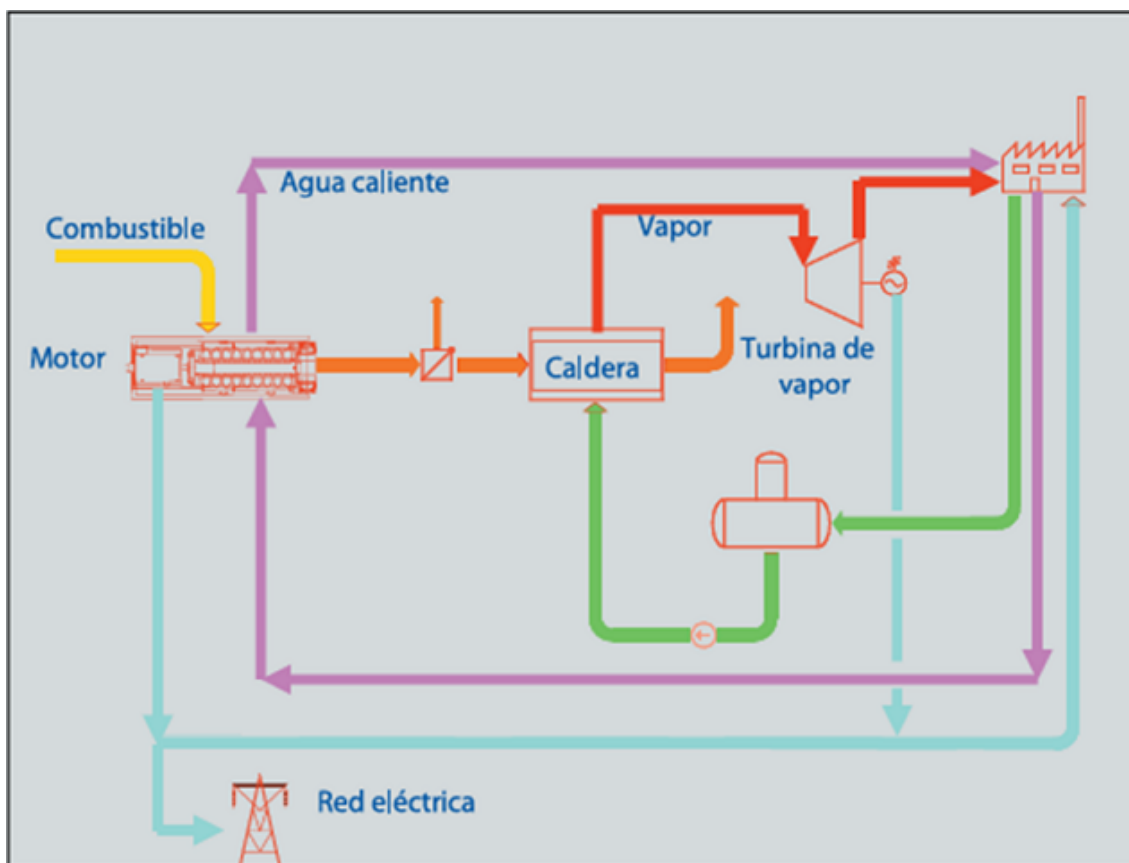 Agua caliente
Combustible
Vapor
Motor
Caldera
Turbina de
vapor
Red eléctrica